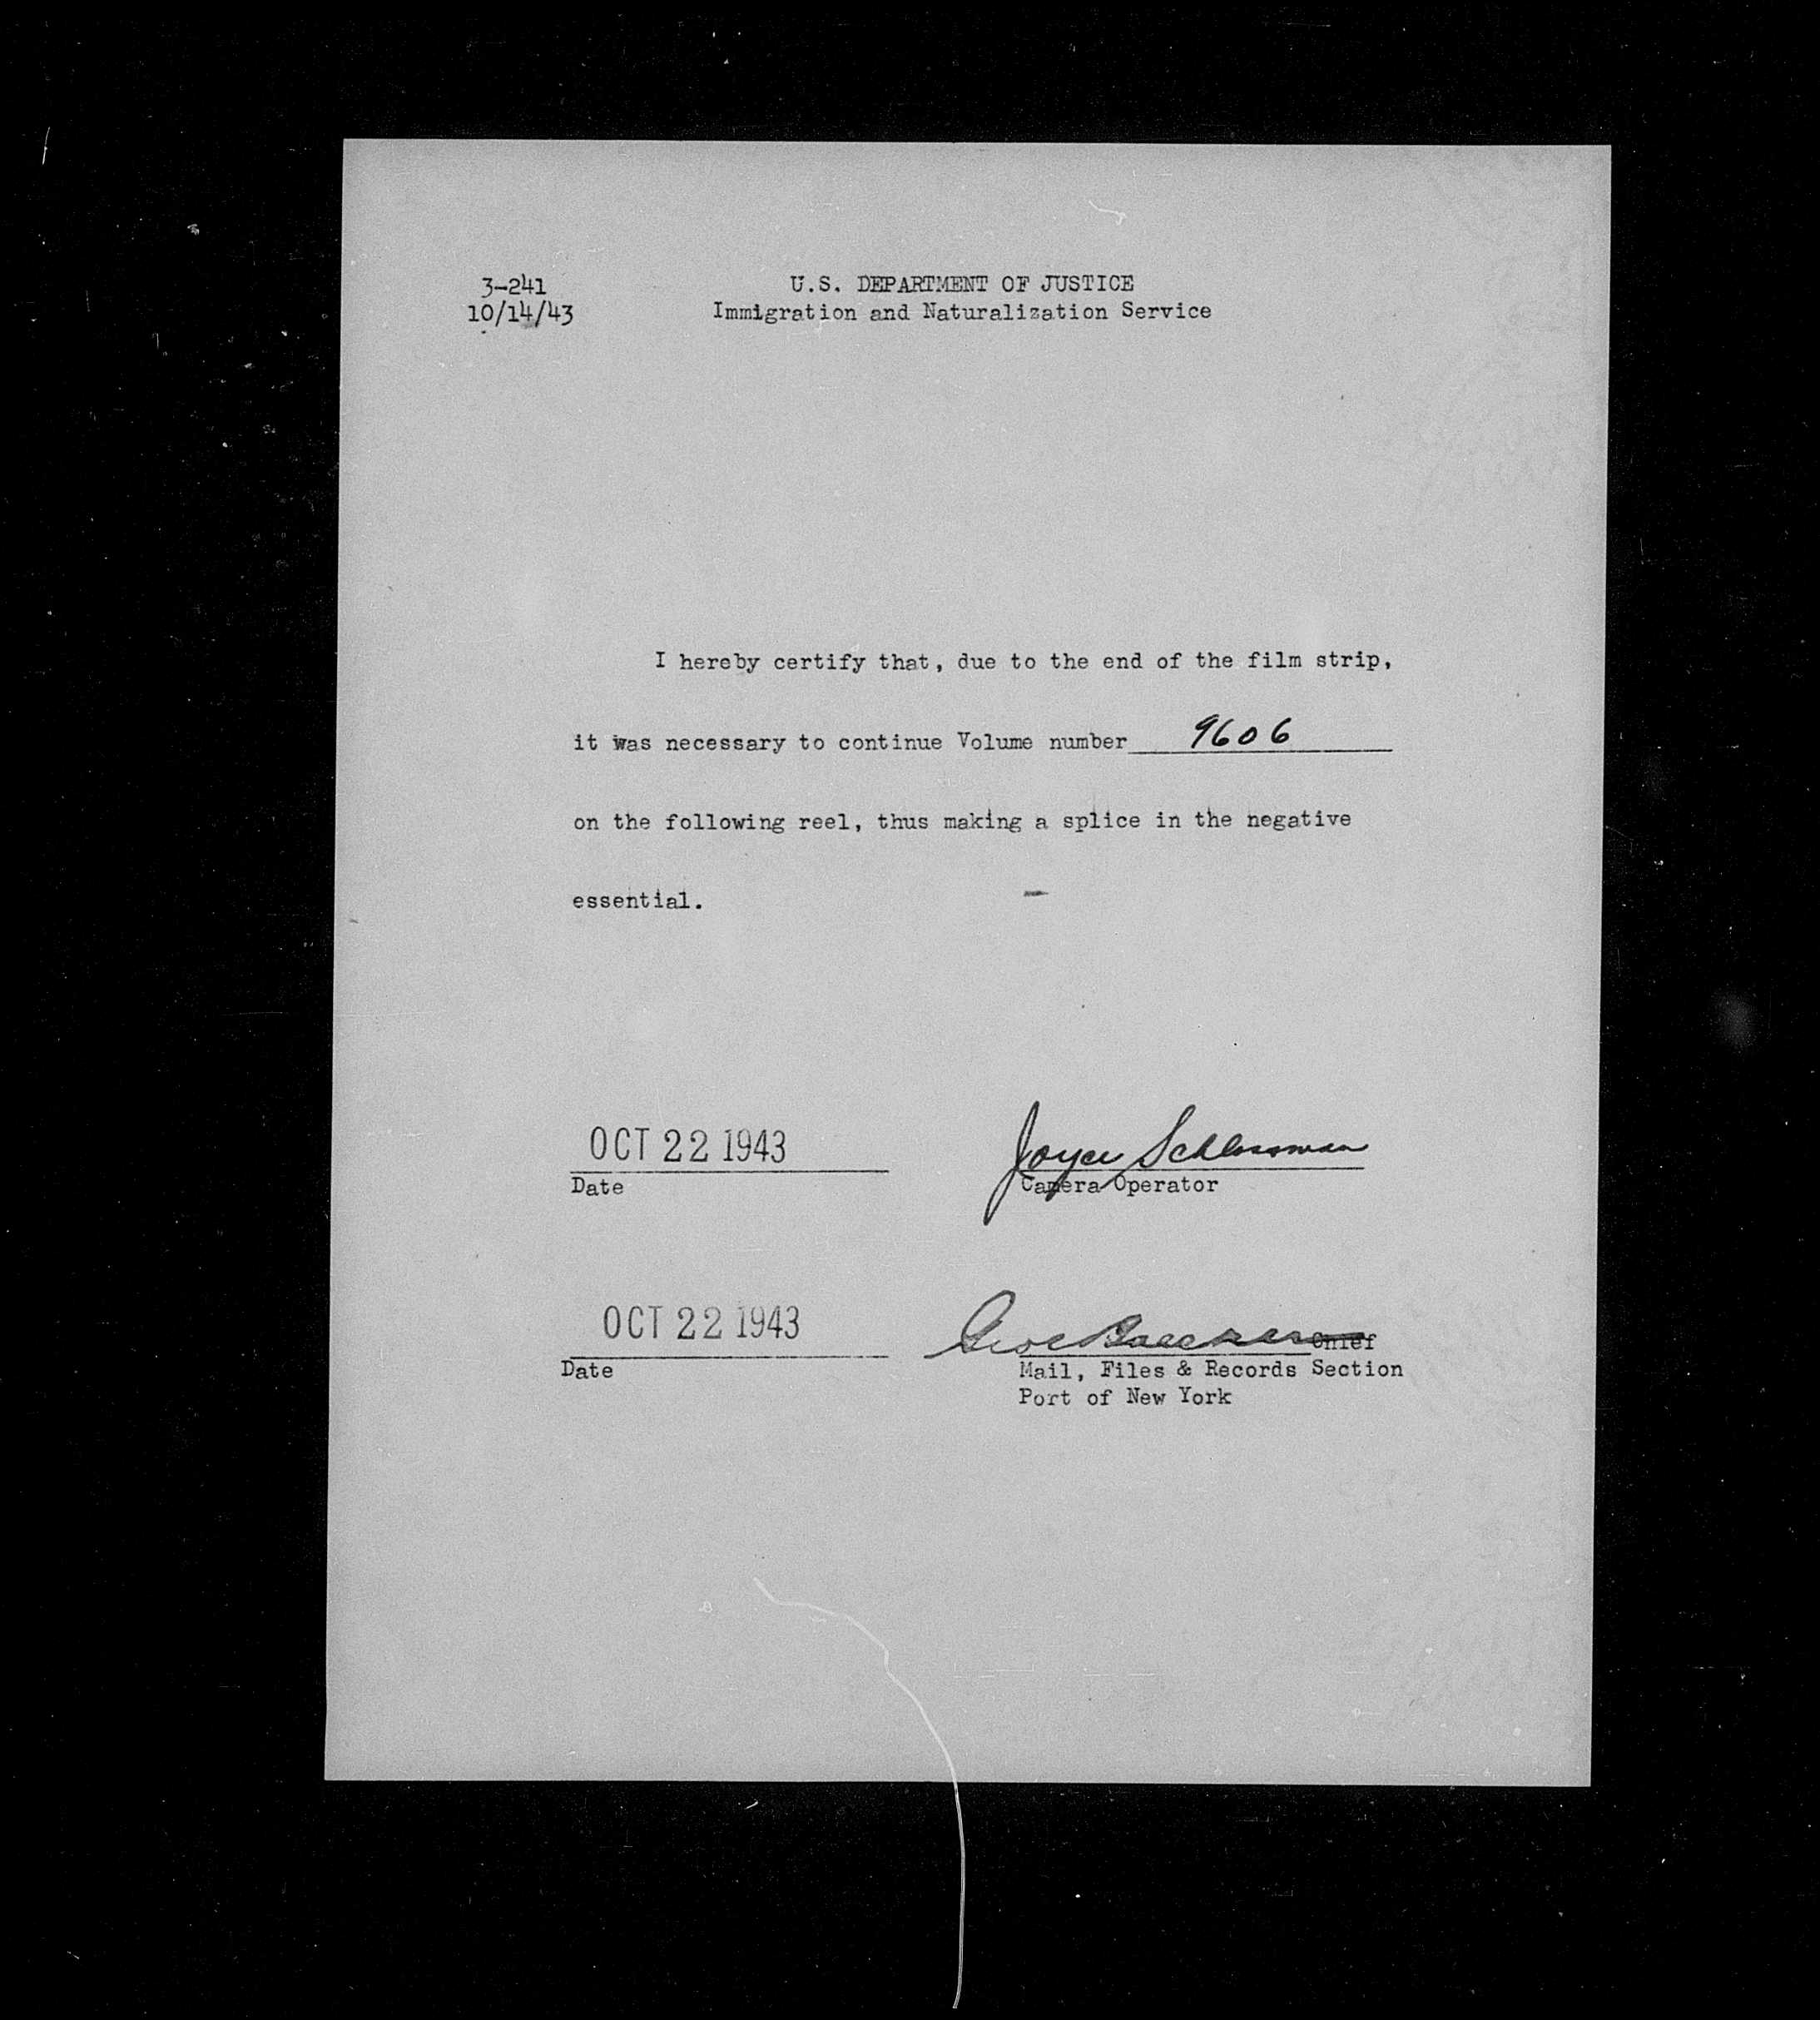 3-241
10/14/43
U.S. DEPARTMENT OF JUSTICE
Immigration and Naturalization Service
I hereby certify that, due to the end of the film strip,
it was necessary to continue Volume number 9606
on the following reel, thus making a splice in the negative
essential.
OCT 22 1943
Date
Joyce Schlossman
Camera Operator
OCT 22 1943
Date
Chief
Mail, Files & Records Section
Port of New York